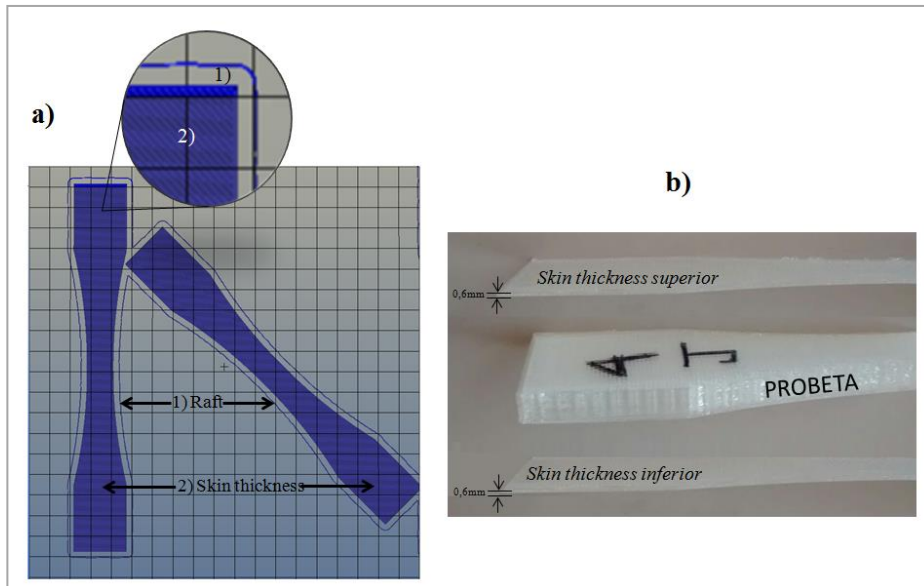 a)
1)
2)
1) Raft
2) Skin thickness
b)
Skin thickness superior
0,6mm
PROBETA
Skin thickness inferior
0,6mm